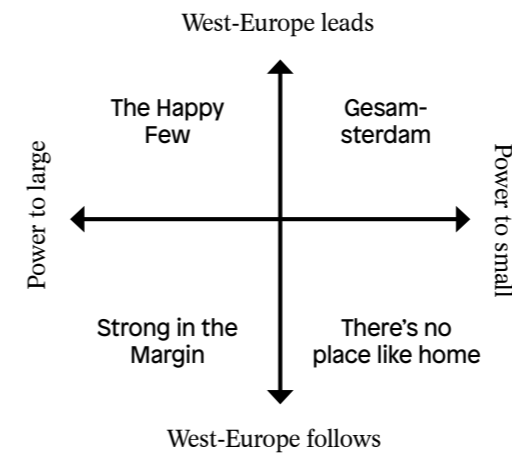 West-Europe leads
The Happy
Few
Gesam-
sterdam
Power to large
Power to small
Strong in the
Margin
There's no
place like home
West-Europe follows